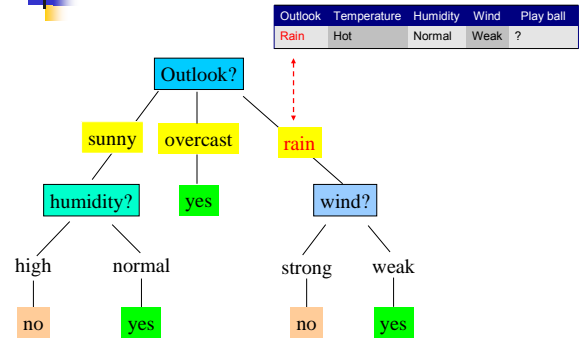 Outlook Temperature Humidity Wind Play ball
Rain Hot Normal Weak ?
Outlook?
sunny overcast rain
humidity? yes wind?
high normal strong weak
no yes no yes